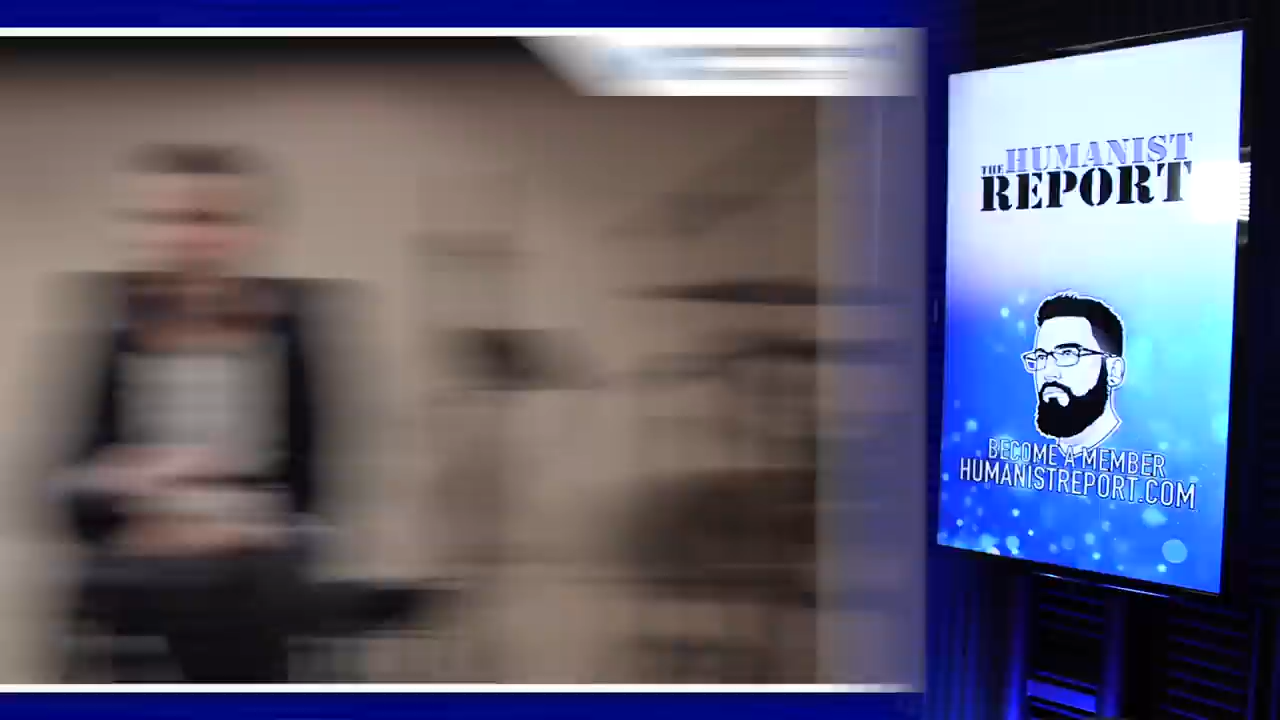 THE HUMANIST
REPORT
BECOME A MEMBER
HUMANISTREPORT.COM